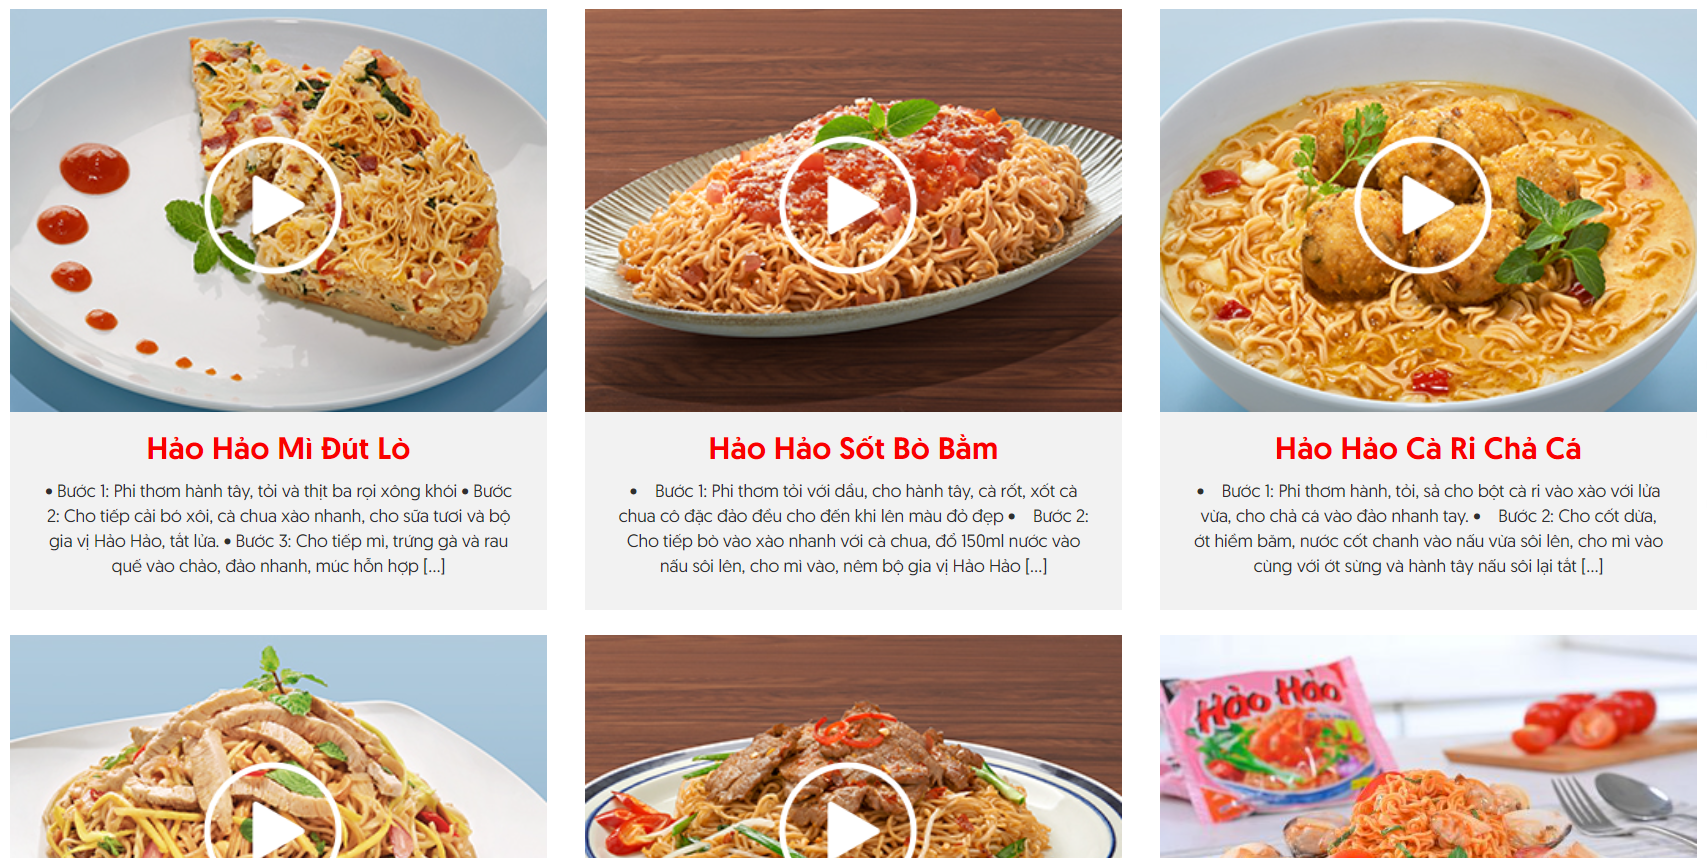 Hảo Hảo Mì Đút Lò
• Bước 1: Phi thơm hành tây, tỏi và thịt ba rọi xông khói • Bước
2: Cho tiếp cải bó xôi, cà chua xào nhanh, cho sữa tươi và bộ
gia vị Hảo Hảo, tắt lửa. • Bước 3: Cho tiếp mì, trứng gà và rau
quế vào chảo, đảo nhanh, múc hỗn hợp [...]
Hảo Hảo Sốt Bò Bằm
• Bước 1: Phi thơm tỏi với dầu, cho hành tây, cà rốt, xốt cà
chua cô đặc đảo đều cho đến khi lên màu đỏ đẹp • Bước 2:
Cho tiếp bò vào xào nhanh với cà chua, đổ 150ml nước vào
nấu sôi lên, cho mì vào, nêm bộ gia vị Hảo Hảo [...]
Hảo Hảo Cà Ri Chả Cá
• Bước 1: Phi thơm hành, tỏi, sả cho bột cà ri vào xào với lửa
vừa, cho chả cá vào đảo nhanh tay. • Bước 2: Cho cốt dừa,
ớt hiểm băm, nước cốt chanh vào nấu vừa sôi lên, cho mì vào
cùng với ớt sừng và hành tây nấu sôi lại tắt [...]
Hảo Hảo